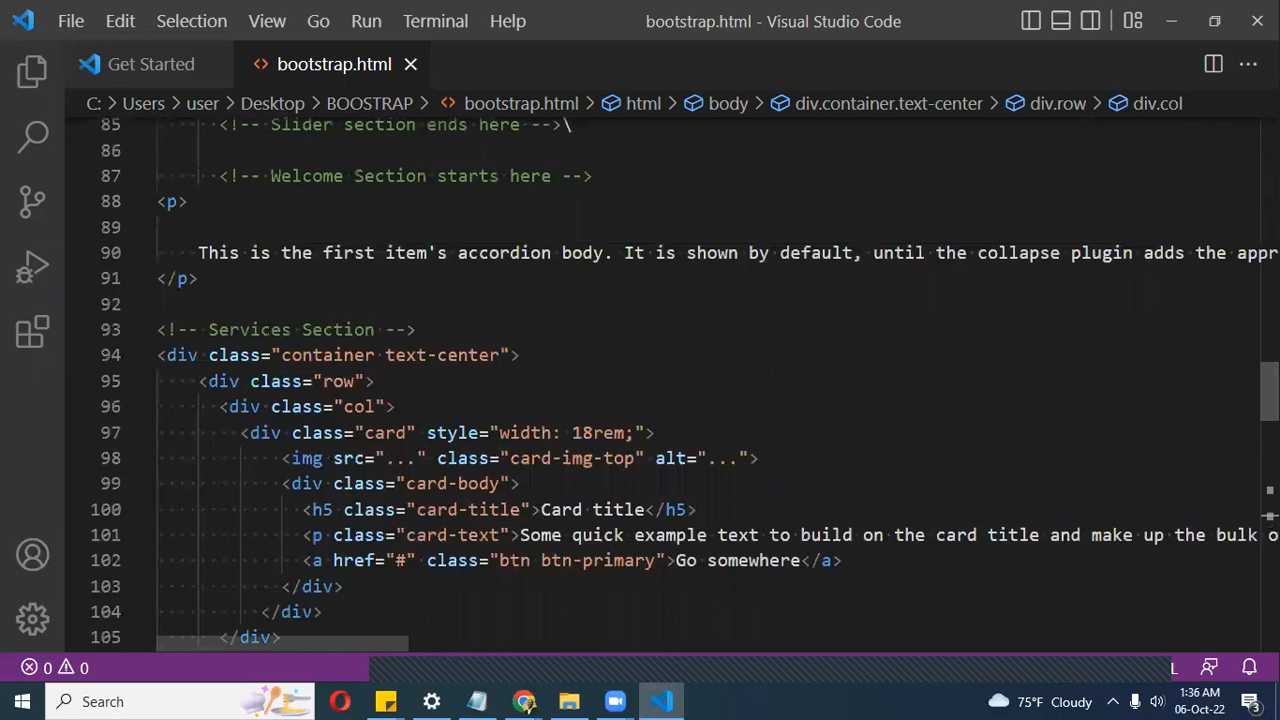 File Edit Selection View Go Run Terminal Help bootstrap.html - Visual Studio Code
Get Started bootstrap.html
C: > Users > user > Desktop > BOOSTRAP > bootstrap.html > html > body > div.container.text-center > div.row > div.col
85 <!-- Slider section ends here -->\
86
87 <!-- Welcome Section starts here -->
88 <p>
89
90 This is the first item's accordion body. It is shown by default, until the collapse plugin adds the appr
91 </p>
92
93 <!-- Services Section -->
94 <div class="container text-center">
95 <div class="row">
96 <div class="col">
97 <div class="card" style="width: 18rem;">
98 <img src="..." class="card-img-top" alt="...">
99 <div class="card-body">
100 <h5 class="card-title">Card title</h5>
101 <p class="card-text">Some quick example text to build on the card title and make up the bulk o
102 <a href="#" class="btn btn-primary">Go somewhere</a>
103 </div>
104 </div>
105 </div>
0 0 L
Search 75°F Cloudy 1:36 AM
06-Oct-22 3